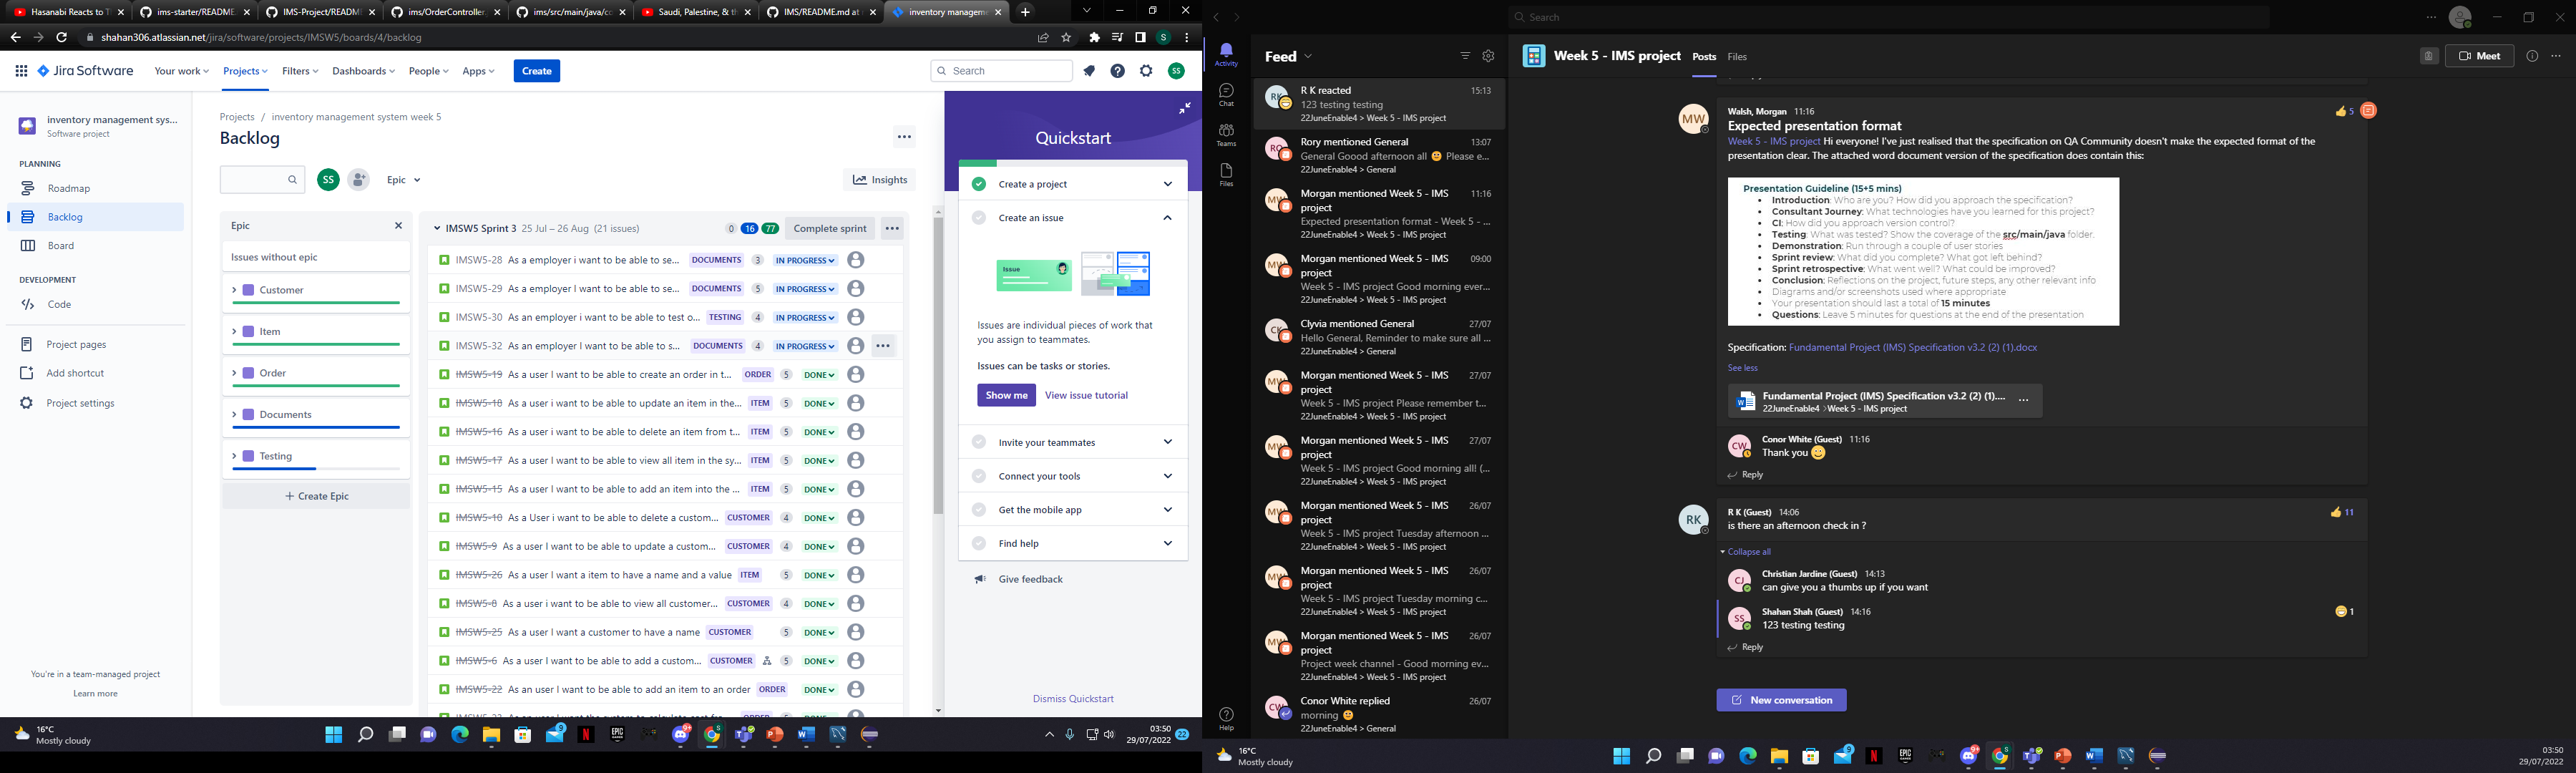 Hasanabi Reacts to T
ims-starter/README.
IMS-Project/READM
ims/OrderController.
ims/src/main/java/co
Saudi, Palestine, & th
IMS/README.md at
inventory managem
shahan306.atlassian.net/jira/software/projects/IMSW5/boards/4/backlog
Jira Software
Your work
Projects
Filters
Dashboards
People
Apps
Create
Search
SS
inventory management sys...
Software project
PLANNING
Roadmap
Backlog
Board
DEVELOPMENT
Code
Project pages
Add shortcut
Project settings
You're in a team-managed project
Learn more
Projects / inventory management system week 5
Backlog
SS
Epic
Insights
Epic
Issues without epic
Customer
Item
Order
Documents
Testing
+ Create Epic
IMSW5 Sprint 3 25 Jul – 26 Aug (21 issues) 0 16 77 Complete sprint
IMSW5-28 As a employer i want to be able to se... DOCUMENTS 3 IN PROGRESS
IMSW5-29 As a employer i want to be able to se... DOCUMENTS 5 IN PROGRESS
IMSW5-30 As an employer i want to be able to test o... TESTING 4 IN PROGRESS
IMSW5-32 As an employer I want to be able to s... DOCUMENTS 4 IN PROGRESS
IMSW5-19 As a user I want to be able to create an order in t... ORDER 5 DONE
IMSW5-18 As a user i want to be able to update an item in the... ITEM 5 DONE
IMSW5-16 As a user i want to be able to delete an item from t... ITEM 5 DONE
IMSW5-17 As a user I want to be able to view all item in the sy... ITEM 5 DONE
IMSW5-15 As a user I want to be able to add an item into the ... ITEM 5 DONE
IMSW5-10 As a User i want to be able to delete a custom... CUSTOMER 4 DONE
IMSW5-9 As a user i want to be able to update a custom... CUSTOMER 4 DONE
IMSW5-26 As a user I want a item to have a name and a value ITEM 5 DONE
IMSW5-8 As a user i want to be able to view all customer... CUSTOMER 4 DONE
IMSW5-25 As a user I want a customer to have a name CUSTOMER 5 DONE
IMSW5-6 As a user I want to be able to add a custom... CUSTOMER 5 DONE
IMSW5-22 As an user I want to be able to add an item to an order ORDER 5 DONE
Quickstart
Create a project
Create an issue
Issue
Issues are individual pieces of work that
you assign to teammates.
Issues can be tasks or stories.
Show me
View issue tutorial
Invite your teammates
Connect your tools
Get the mobile app
Find help
Give feedback
Dismiss Quickstart
16°C
Mostly cloudy
03:50
29/07/2022
22
Search
Activity
Chat
Teams
Files
Help
Feed
R K reacted 15:13
123 testing testing
22JuneEnable4 > Week 5 - IMS project
Rory mentioned General 13:07
General Goood afternoon all Please e...
22JuneEnable4 > General
Morgan mentioned Week 5 - IMS 11:16
project
Expected presentation format - Week 5 - ...
22JuneEnable4 > Week 5 - IMS project
Morgan mentioned Week 5 - IMS 09:00
project
Week 5 - IMS project Good morning ever...
22JuneEnable4 > Week 5 - IMS project
Clyvia mentioned General 27/07
Hello General, Reminder to make sure all ...
22JuneEnable4 > General
Morgan mentioned Week 5 - IMS 27/07
project
Week 5 - IMS project Please remember t...
22JuneEnable4 > Week 5 - IMS project
Morgan mentioned Week 5 - IMS 27/07
project
Week 5 - IMS project Good morning all! (...
22JuneEnable4 > Week 5 - IMS project
Morgan mentioned Week 5 - IMS 26/07
project
Week 5 - IMS project Tuesday afternoon ...
22JuneEnable4 > Week 5 - IMS project
Morgan mentioned Week 5 - IMS 26/07
project
Week 5 - IMS project Tuesday morning c...
22JuneEnable4 > Week 5 - IMS project
Morgan mentioned Week 5 - IMS 26/07
project
Project week channel - Good morning ev...
22JuneEnable4 > Week 5 - IMS project
Conor White replied 26/07
morning
22JuneEnable4 > General
Week 5 - IMS project Posts Files
Meet
MW
Walsh, Morgan 11:16
5
Expected presentation format
Week 5 - IMS project Hi everyone! I've just realised that the specification on QA Community doesn't make the expected format of the
presentation clear. The attached word document version of the specification does contain this:
Presentation Guideline (15+5 mins)
• Introduction: Who are you? How did you approach the specification?
• Consultant Journey: What technologies have you learned for this project?
• CI: How did you approach version control?
• Testing: What was tested? Show the coverage of the src/main/java folder.
• Demonstration: Run through a couple of user stories
• Sprint review: What did you complete? What got left behind?
• Sprint retrospective: What went well? What could be improved?
• Conclusion: Reflections on the project, future steps, any other relevant info
• Diagrams and/or screenshots used where appropriate
• Your presentation should last a total of 15 minutes
• Questions: Leave 5 minutes for questions at the end of the presentation
Specification: Fundamental Project (IMS) Specification v3.2 (2) (1).docx
See less
Fundamental Project (IMS) Specification v3.2 (2) (1)....
22JuneEnable4 > Week 5 - IMS project
CW
Conor White (Guest) 11:16
Thank you
Reply
RK
R K (Guest) 14:06
11
is there an afternoon check in ?
Collapse all
CJ
Christian Jardine (Guest) 14:13
can give you a thumbs up if you want
SS
Shahan Shah (Guest) 14:16
1
123 testing testing
Reply
New conversation
16°C
Mostly cloudy
03:50
29/07/2022